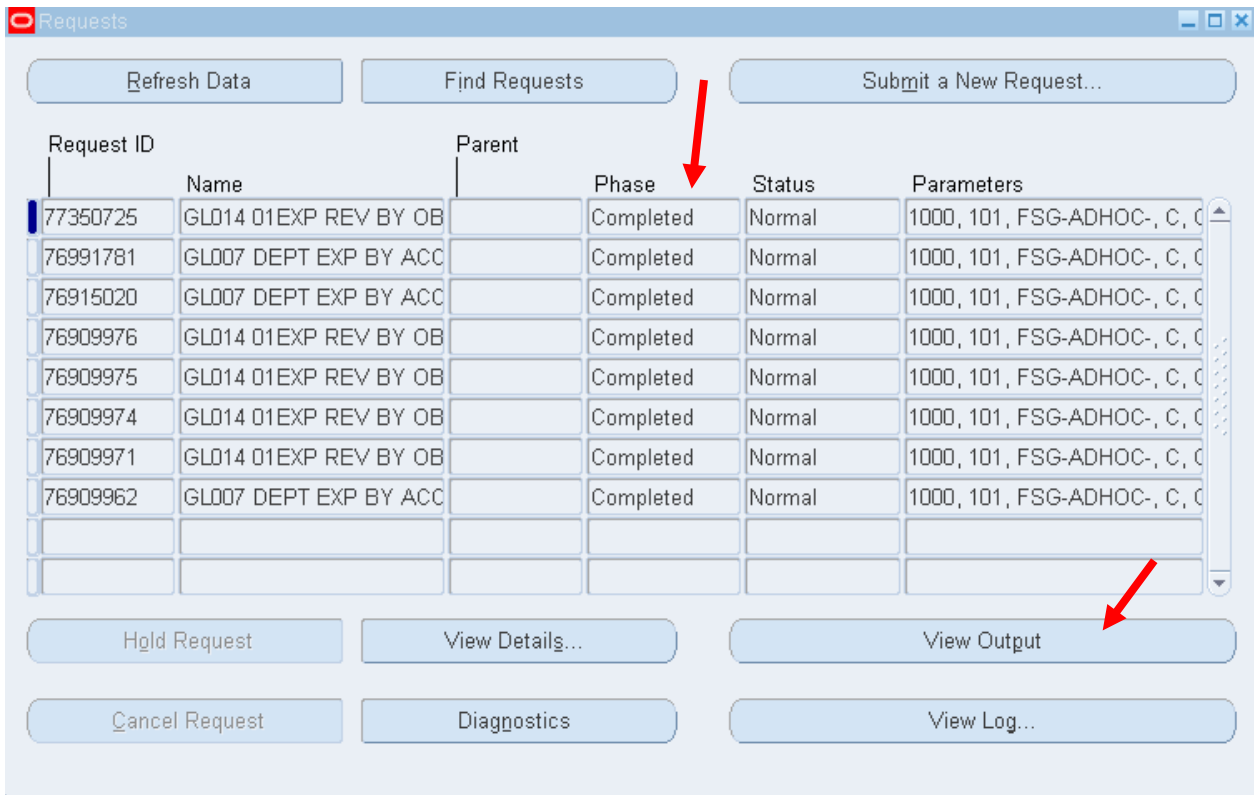 Requests
Refresh Data Find Requests Submit a New Request...
Request ID Parent
Name Phase Status Parameters
77350725 GL014 01EXP REV BY OB Completed Normal 1000, 101, FSG-ADHOC-, C,
76991781 GL007 DEPT EXP BY ACC Completed Normal 1000, 101, FSG-ADHOC-, C,
76915020 GL007 DEPT EXP BY ACC Completed Normal 1000, 101, FSG-ADHOC-, C,
76909976 GL014 01EXP REV BY OB Completed Normal 1000, 101, FSG-ADHOC-, C,
76909975 GL014 01EXP REV BY OB Completed Normal 1000, 101, FSG-ADHOC-, C,
76909974 GL014 01EXP REV BY OB Completed Normal 1000, 101, FSG-ADHOC-, C,
76909971 GL014 01EXP REV BY OB Completed Normal 1000, 101, FSG-ADHOC-, C,
76909962 GL007 DEPT EXP BY ACC Completed Normal 1000, 101, FSG-ADHOC-, C,
Hold Request View Details... View Output
Cancel Request Diagnostics View Log...